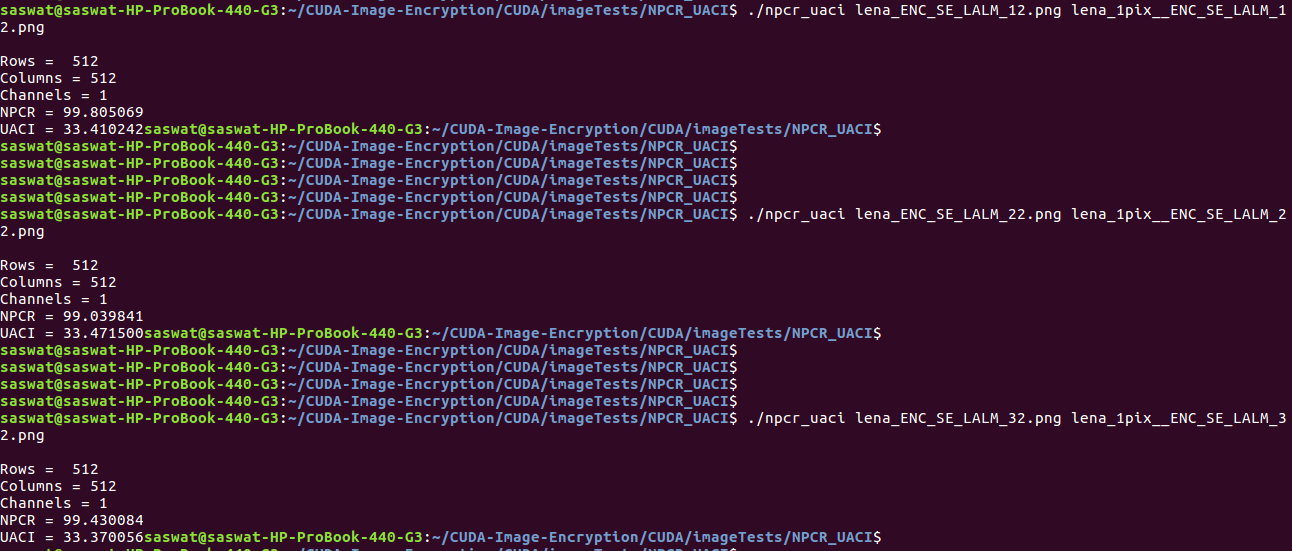 saswat@saswat-HP-ProBook-440-G3:~/CUDA-Image-Encryption/CUDA/imageTests/NPCR_UACI$ ./npcr_uaci lena_ENC_SE_LALM_12.png lena_1pix__ENC_SE_LALM_1
2.png
Rows =  512
Columns = 512
Channels = 1
NPCR = 99.805069
UACI = 33.410242saswat@saswat-HP-ProBook-440-G3:~/CUDA-Image-Encryption/CUDA/imageTests/NPCR_UACI$
saswat@saswat-HP-ProBook-440-G3:~/CUDA-Image-Encryption/CUDA/imageTests/NPCR_UACI$
saswat@saswat-HP-ProBook-440-G3:~/CUDA-Image-Encryption/CUDA/imageTests/NPCR_UACI$
saswat@saswat-HP-ProBook-440-G3:~/CUDA-Image-Encryption/CUDA/imageTests/NPCR_UACI$
saswat@saswat-HP-ProBook-440-G3:~/CUDA-Image-Encryption/CUDA/imageTests/NPCR_UACI$
saswat@saswat-HP-ProBook-440-G3:~/CUDA-Image-Encryption/CUDA/imageTests/NPCR_UACI$ ./npcr_uaci lena_ENC_SE_LALM_22.png lena_1pix__ENC_SE_LALM_2
2.png
Rows =  512
Columns = 512
Channels = 1
NPCR = 99.039841
UACI = 33.471500saswat@saswat-HP-ProBook-440-G3:~/CUDA-Image-Encryption/CUDA/imageTests/NPCR_UACI$
saswat@saswat-HP-ProBook-440-G3:~/CUDA-Image-Encryption/CUDA/imageTests/NPCR_UACI$
saswat@saswat-HP-ProBook-440-G3:~/CUDA-Image-Encryption/CUDA/imageTests/NPCR_UACI$
saswat@saswat-HP-ProBook-440-G3:~/CUDA-Image-Encryption/CUDA/imageTests/NPCR_UACI$
saswat@saswat-HP-ProBook-440-G3:~/CUDA-Image-Encryption/CUDA/imageTests/NPCR_UACI$
saswat@saswat-HP-ProBook-440-G3:~/CUDA-Image-Encryption/CUDA/imageTests/NPCR_UACI$ ./npcr_uaci lena_ENC_SE_LALM_32.png lena_1pix__ENC_SE_LALM_3
2.png
Rows =  512
Columns = 512
Channels = 1
NPCR = 99.430084
UACI = 33.370056saswat@saswat-HP-ProBook-440-G3:~/CUDA-Image-Encryption/CUDA/imageTests/NPCR_UACI$